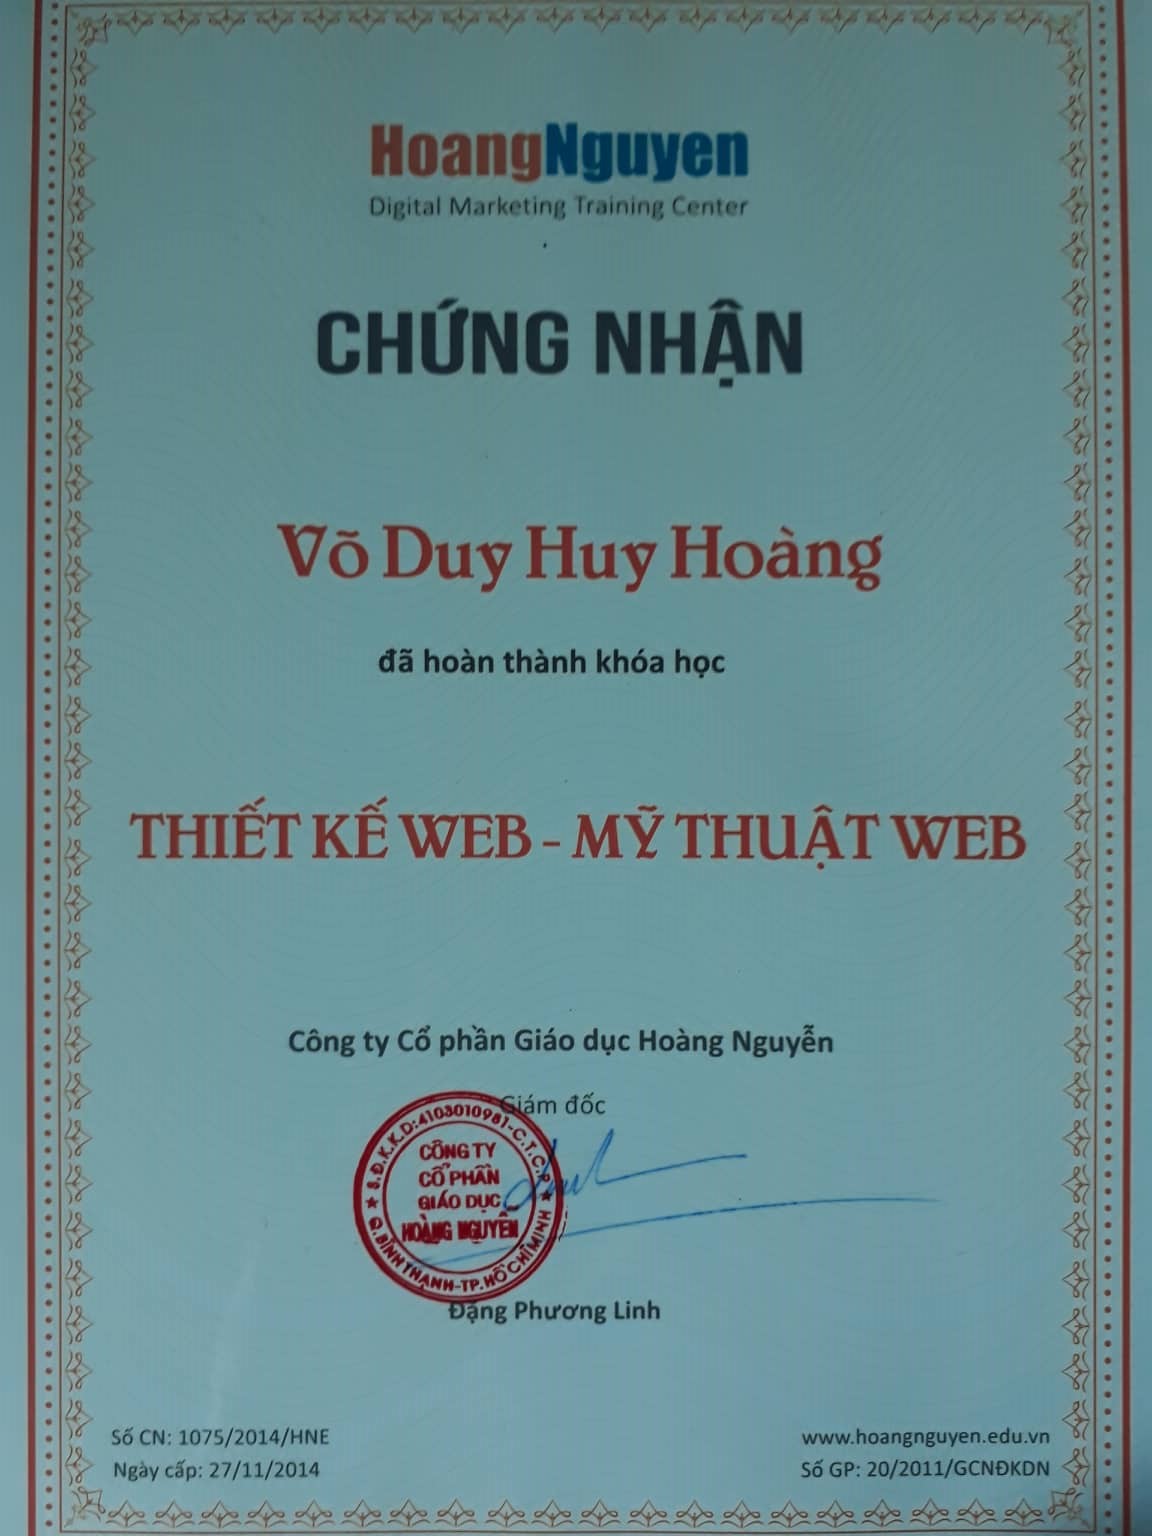 HoangNguyen
Digital Marketing Training Center
CHỨNG NHẬN
Võ Duy Huy Hoàng
đã hoàn thành khóa học
THIẾT KẾ WEB - MỸ THUẬT WEB
Công ty Cổ phần Giáo dục Hoàng Nguyễn
Giám đốc
S.Đ.K.K.D:4103010981-C.T.C.P
CÔNG TY
CỔ PHẦN
GIÁO DỤC
HOÀNG NGUYỄN
Q.BÌNH THẠNH-TP.HỒ CHÍ MINH
Đặng Phương Linh
Số CN: 1075/2014/HNE
Ngày cấp: 27/11/2014
www.hoangnguyen.edu.vn
Số GP: 20/2011/GCNĐKDN